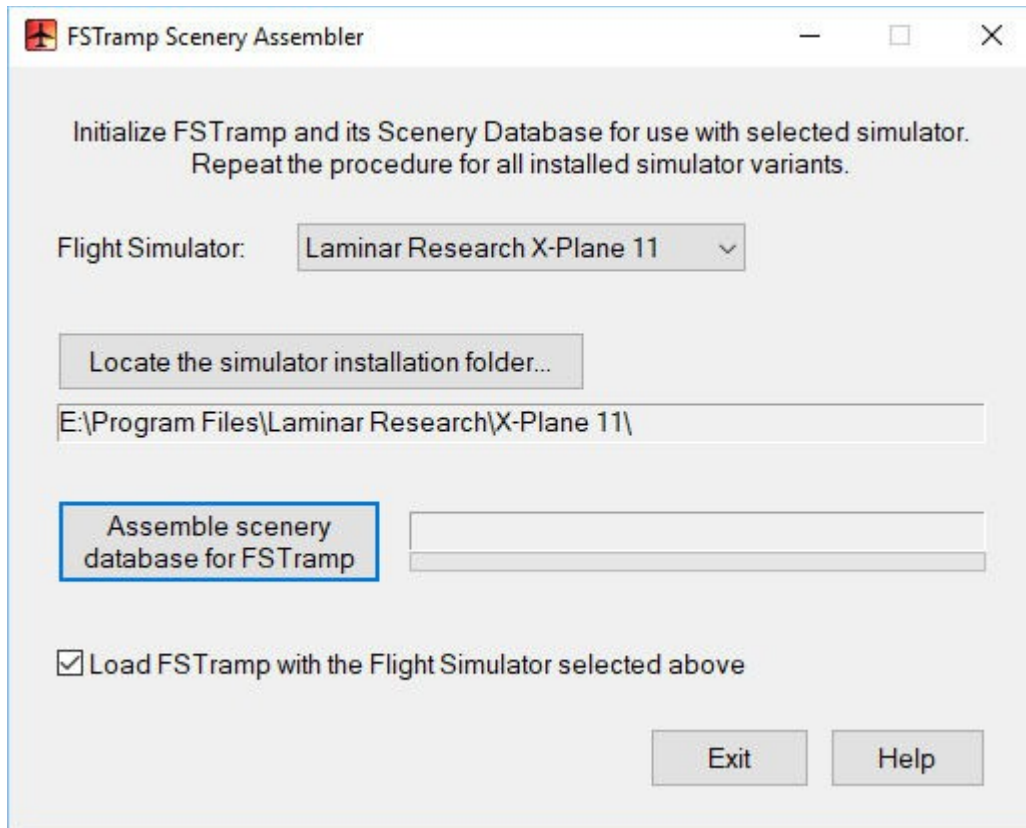 FSTramp Scenery Assembler
Initialize FSTramp and its Scenery Database for use with selected simulator.
Repeat the procedure for all installed simulator variants.
Flight Simulator:
Laminar Research X-Plane 11
Locate the simulator installation folder...
E:\Program Files\Laminar Research\X-Plane 11\
Assemble scenery
database for FSTramp
Load FSTramp with the Flight Simulator selected above
Exit
Help